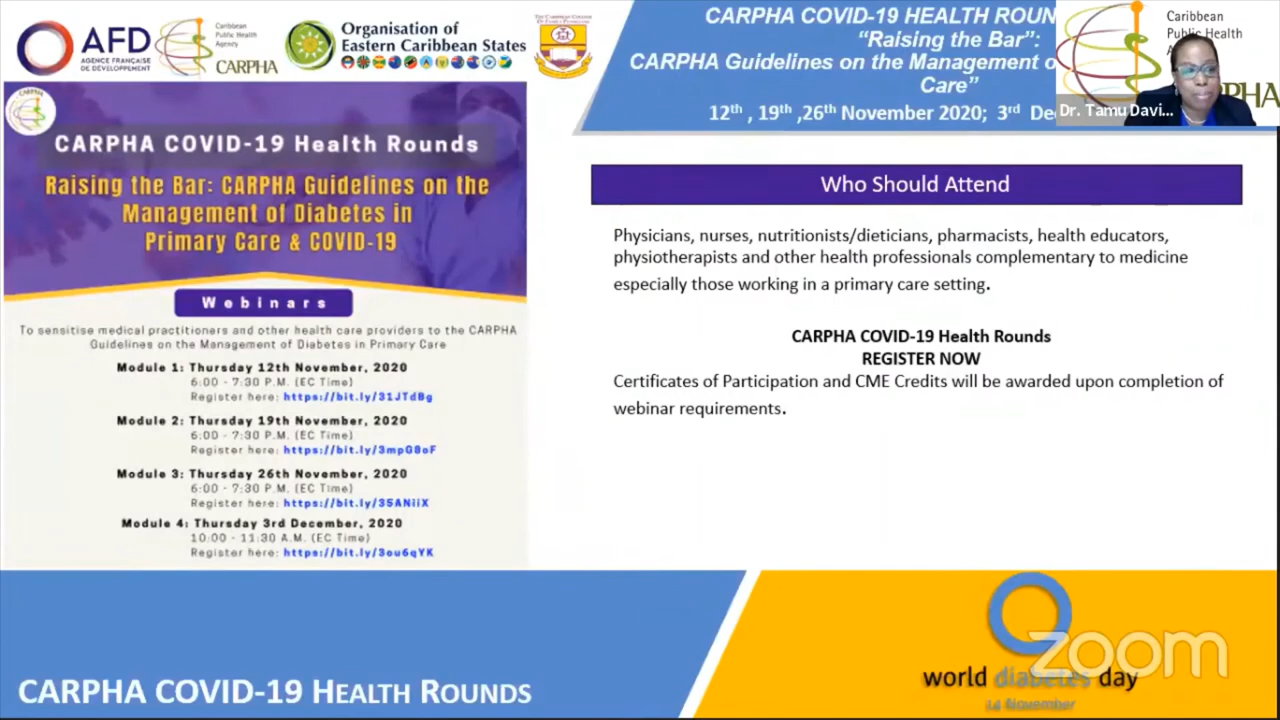 AFD
AGENCE FRANÇAISE
DE DÉVELOPPEMENT
Caribbean
Public Health
Agency
CARPHA
Organisation of
Eastern Caribbean States
CARPHA COVID-19 Health Rounds
Raising the Bar: CARPHA Guidelines on the
Management of Diabetes in
Primary Care & COVID-19
Webinars
To sensitise medical practitioners and other health care providers to the CARPHA
Guidelines on the Management of Diabetes in Primary Care
Module 1: Thursday 12th November, 2020
6:00 - 7:30 P.M. (EC Time)
Register here: https://bit.ly/31JTdBg
Module 2: Thursday 19th November, 2020
6:00 - 7:30 P.M. (EC Time)
Register here: https://bit.ly/3mpG8oF
Module 3: Thursday 26th November, 2020
6:00 - 7:30 P.M. (EC Time)
Register here: https://bit.ly/35ANiiX
Module 4: Thursday 3rd December, 2020
10:00 - 11:30 A.M. (EC Time)
Register here: https://bit.ly/3ou6qYK
CARPHA COVID-19 HEALTH ROUN
"Raising the Bar":
CARPHA Guidelines on the Management o
Care"
12th , 19th ,26th November 2020; 3rd De
Caribbean
Public Health
Dr. Tamu Davi...
Who Should Attend
Physicians, nurses, nutritionists/dieticians, pharmacists, health educators,
physiotherapists and other health professionals complementary to medicine
especially those working in a primary care setting.
CARPHA COVID-19 Health Rounds
REGISTER NOW
Certificates of Participation and CME Credits will be awarded upon completion of
webinar requirements.
CARPHA COVID-19 HEALTH ROUNDS
zoom
world diabetes day
14 November